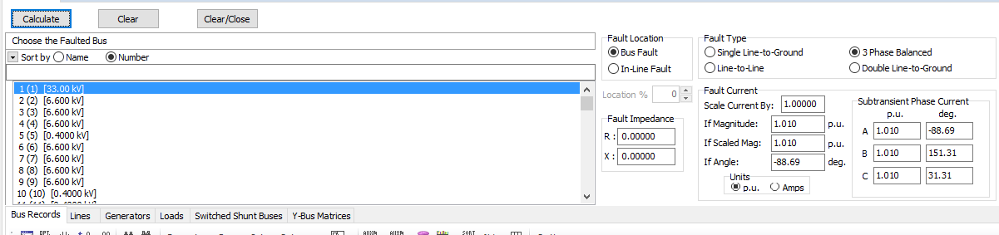 Calculate Clear Clear/Close
Choose the Faulted Bus
Sort by Name Number
1 (1) [33.00 kV]
2 (2) [6.600 kV]
3 (3) [6.600 kV]
4 (4) [6.600 kV]
5 (5) [0.4000 kV]
6 (6) [6.600 kV]
7 (7) [6.600 kV]
8 (8) [6.600 kV]
9 (9) [6.600 kV]
10 (10) [0.4000 kV]
Fault Location
Bus Fault
In-Line Fault
Location % 0
Fault Impedance
R : 0.00000
X : 0.00000
Fault Type
Single Line-to-Ground 3 Phase Balanced
Line-to-Line Double Line-to-Ground
Fault Current
Scale Current By: 1.00000
If Magnitude: 1.010 p.u.
If Scaled Mag: 1.010 p.u.
If Angle: -88.69 deg.
Units
p.u. Amps
Subtransient Phase Current
p.u. deg.
A 1.010 -88.69
B 1.010 151.31
C 1.010 31.31
Bus Records Lines Generators Loads Switched Shunt Buses Y-Bus Matrices